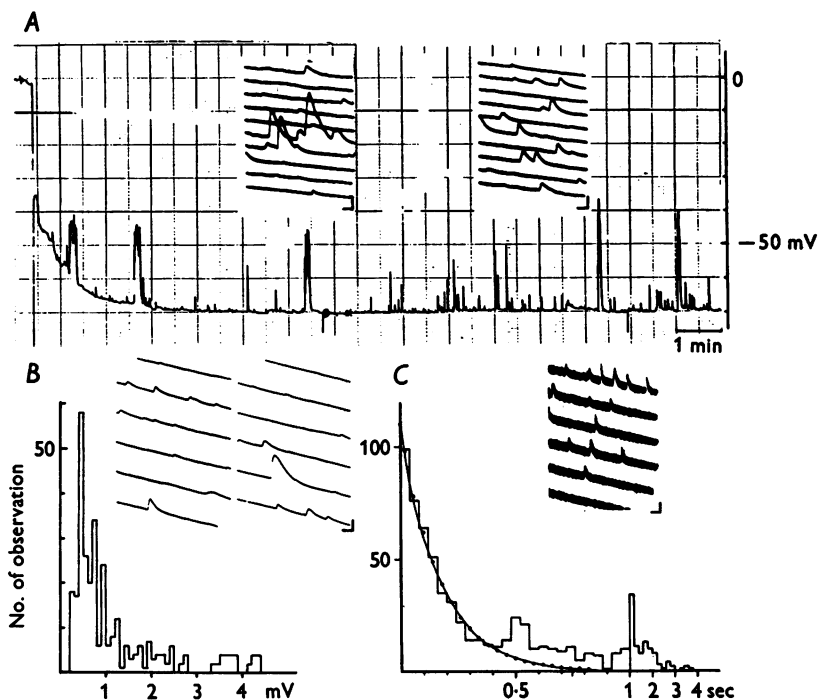 A
0
—50 mV
1 min
B
C
50
100
50
No. of observation
1 2 3 4 mV
0·5 1 2 3 4 sec